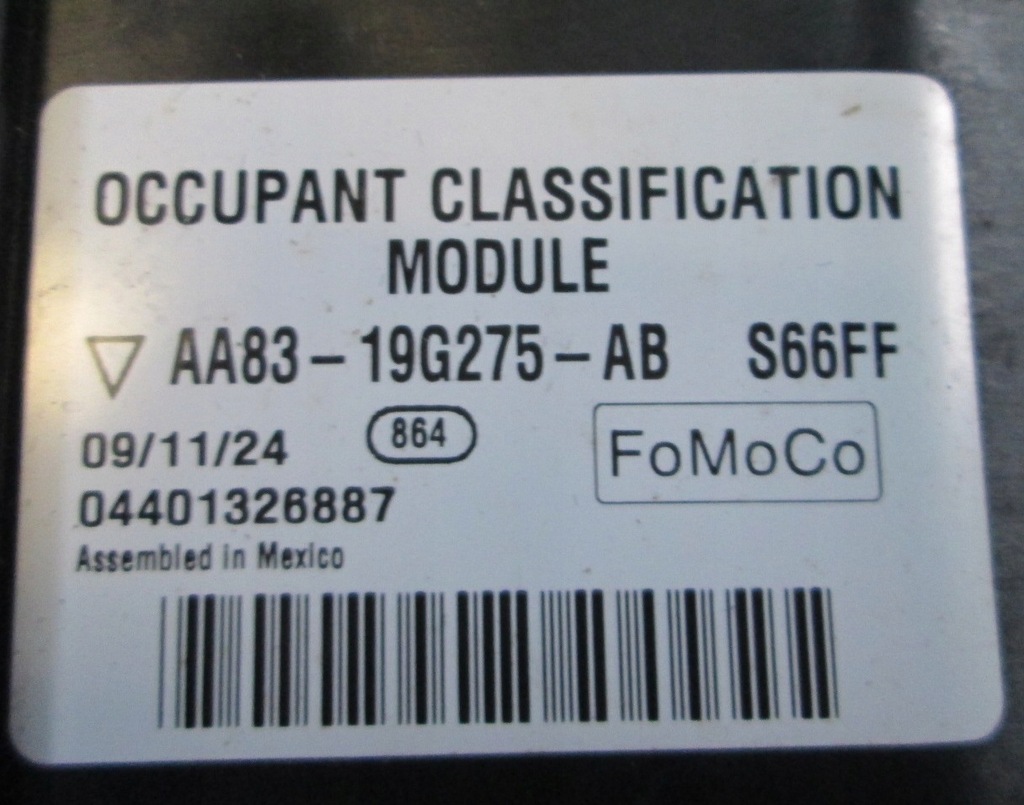 OCCUPANT CLASSIFICATION
MODULE
AA83-19G275-AB S66FF
09/11/24 864 FoMoCo
04401326887
Assembled in Mexico